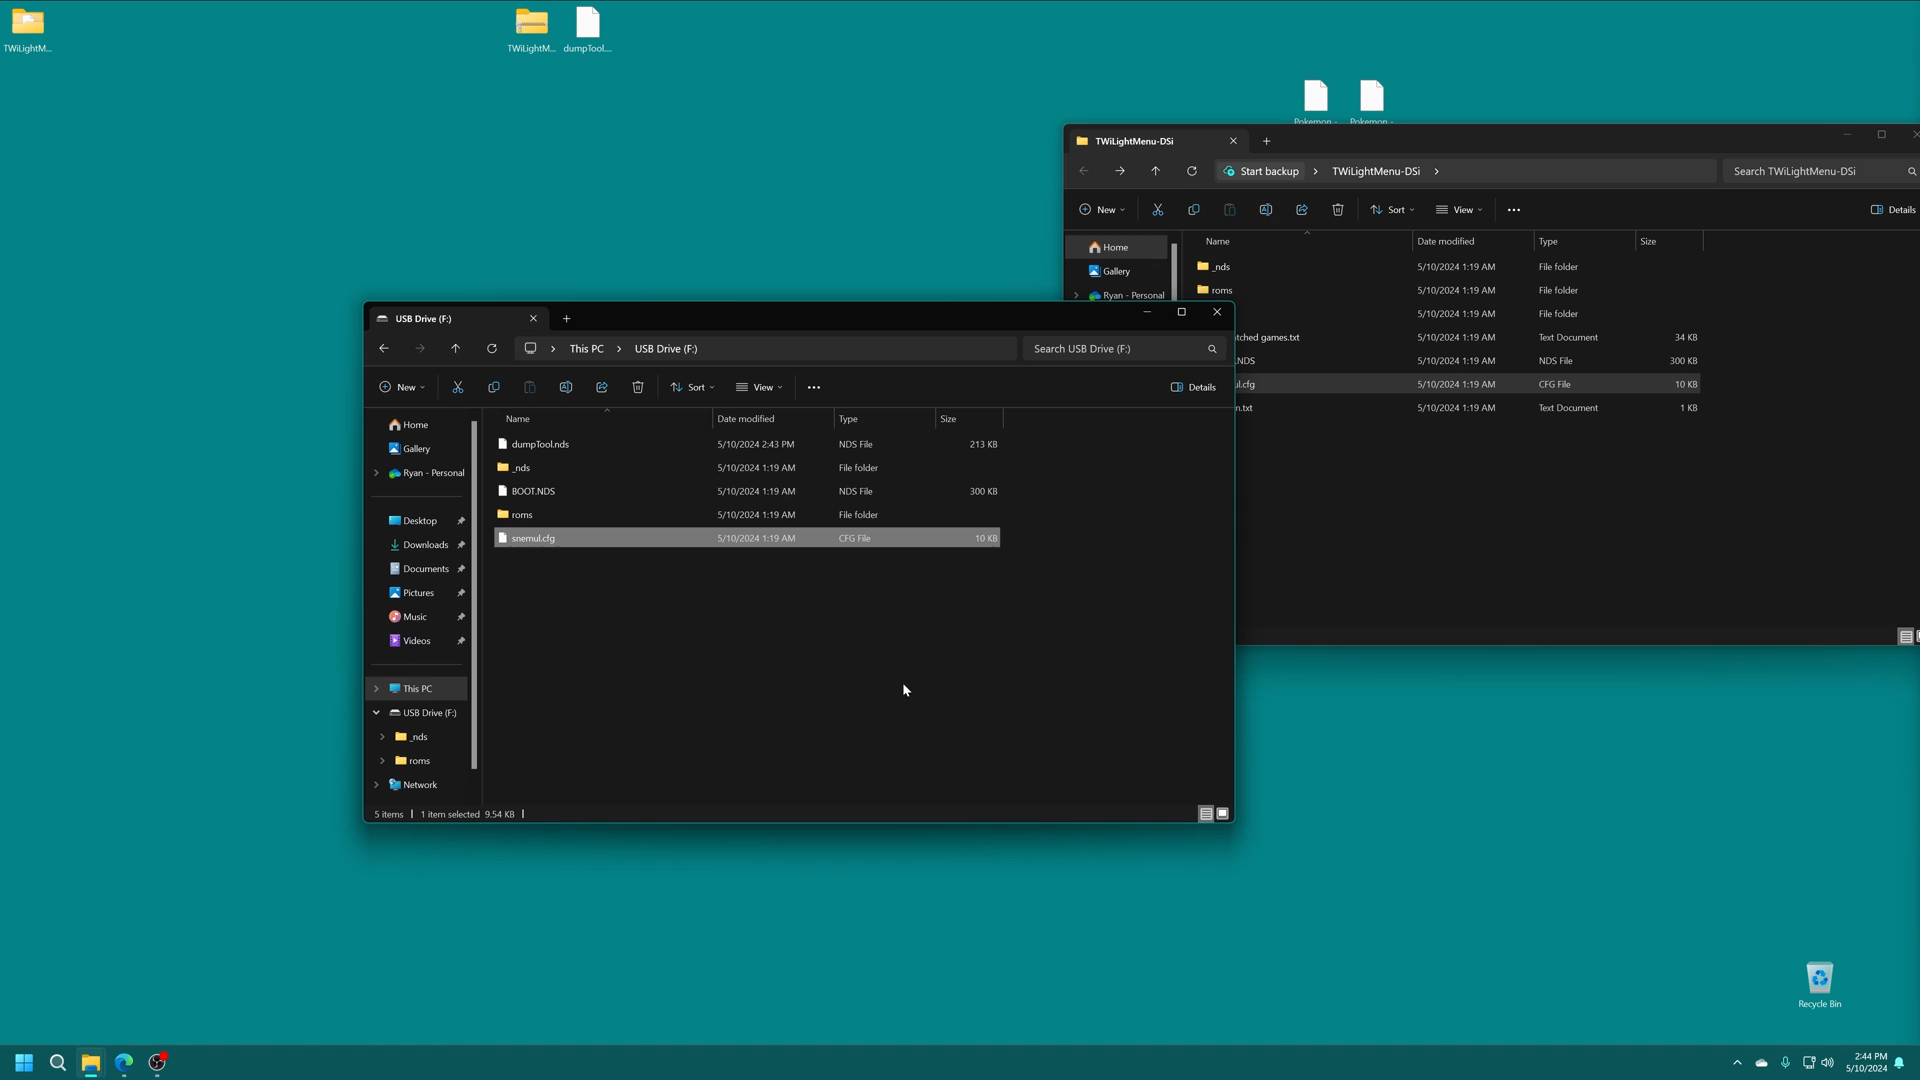 TWiLightM...
TWiLightM...
dumpTool....
Pokemon -
Pokemon -
TWiLightMenu-DSi
Start backup
TWiLightMenu-DSi
Search TWiLightMenu-DSi
New
Sort
View
Details
Home
Gallery
Ryan - Personal
Name
Date modified
Type
Size
_nds
5/10/2024 1:19 AM
File folder
roms
5/10/2024 1:19 AM
File folder
5/10/2024 1:19 AM
File folder
tched games.txt
5/10/2024 1:19 AM
Text Document
34 KB
.NDS
5/10/2024 1:19 AM
NDS File
300 KB
ul.cfg
5/10/2024 1:19 AM
CFG File
10 KB
n.txt
5/10/2024 1:19 AM
Text Document
1 KB
USB Drive (F:)
This PC
USB Drive (F:)
Search USB Drive (F:)
New
Sort
View
Details
Home
Gallery
Ryan - Personal
Desktop
Downloads
Documents
Pictures
Music
Videos
This PC
USB Drive (F:)
_nds
roms
Network
Name
Date modified
Type
Size
dumpTool.nds
5/10/2024 2:43 PM
NDS File
213 KB
_nds
5/10/2024 1:19 AM
File folder
BOOT.NDS
5/10/2024 1:19 AM
NDS File
300 KB
roms
5/10/2024 1:19 AM
File folder
snemul.cfg
5/10/2024 1:19 AM
CFG File
10 KB
5 items
1 item selected 9.54 KB
Recycle Bin
2:44 PM
5/10/2024